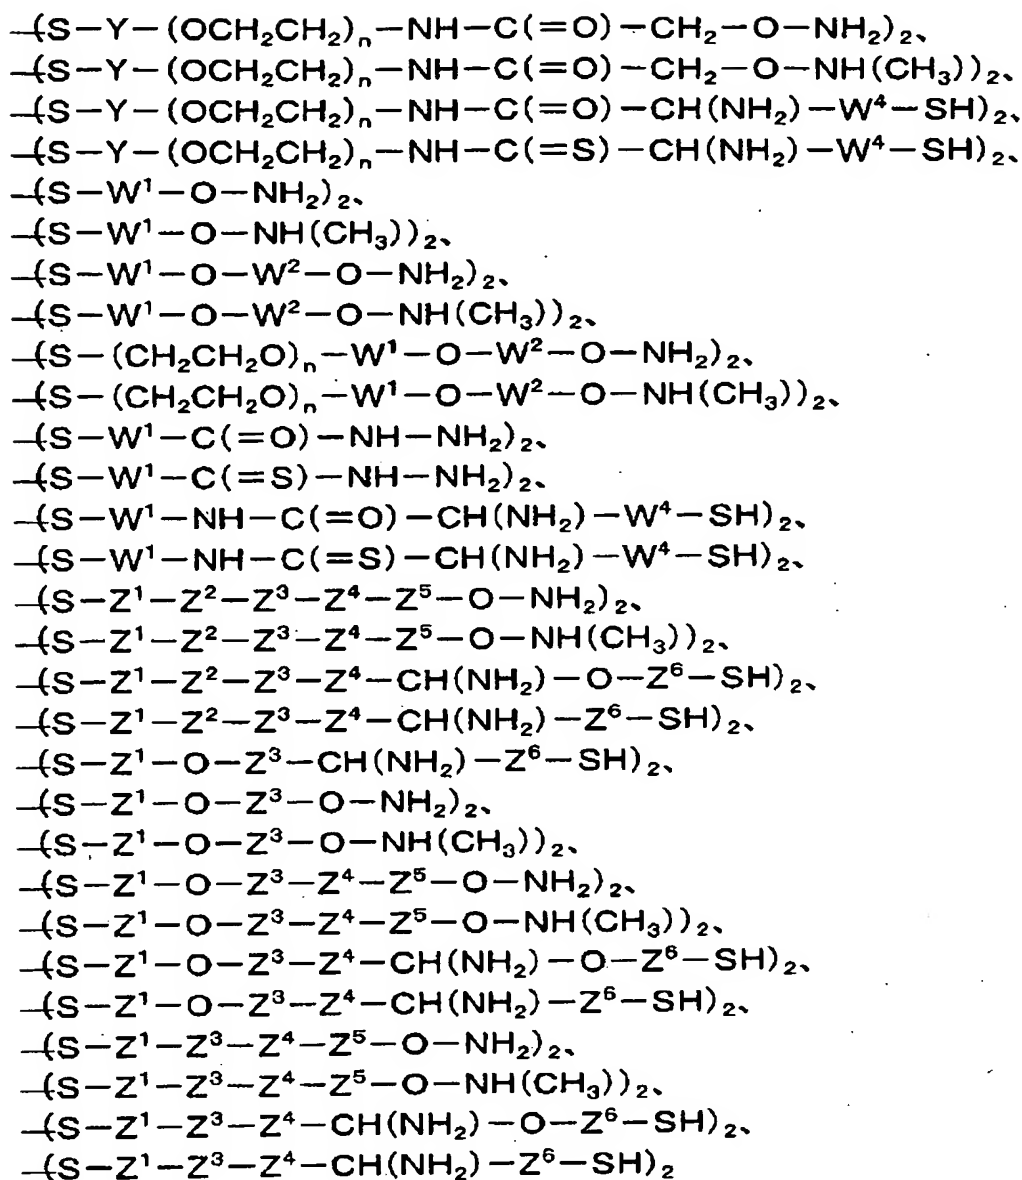 -(S-Y-(OCH₂CH₂)ₙ-NH-C(=O)-CH₂-O-NH₂)₂、
-(S-Y-(OCH₂CH₂)ₙ-NH-C(=O)-CH₂-O-NH(CH₃))₂、
-(S-Y-(OCH₂CH₂)ₙ-NH-C(=O)-CH(NH₂)-W⁴-SH)₂、
-(S-Y-(OCH₂CH₂)ₙ-NH-C(=S)-CH(NH₂)-W⁴-SH)₂、
-(S-W¹-O-NH₂)₂、
-(S-W¹-O-NH(CH₃))₂、
-(S-W¹-O-W²-O-NH₂)₂、
-(S-W¹-O-W²-O-NH(CH₃))₂、
-(S-(CH₂CH₂O)ₙ-W¹-O-W²-O-NH₂)₂、
-(S-(CH₂CH₂O)ₙ-W¹-O-W²-O-NH(CH₃))₂、
-(S-W¹-C(=O)-NH-NH₂)₂、
-(S-W¹-C(=S)-NH-NH₂)₂、
-(S-W¹-NH-C(=O)-CH(NH₂)-W⁴-SH)₂、
-(S-W¹-NH-C(=S)-CH(NH₂)-W⁴-SH)₂、
-(S-Z¹-Z²-Z³-Z⁴-Z⁵-O-NH₂)₂、
-(S-Z¹-Z²-Z³-Z⁴-Z⁵-O-NH(CH₃))₂、
-(S-Z¹-Z²-Z³-Z⁴-CH(NH₂)-O-Z⁶-SH)₂、
-(S-Z¹-Z²-Z³-Z⁴-CH(NH₂)-Z⁶-SH)₂、
-(S-Z¹-O-Z³-CH(NH₂)-Z⁶-SH)₂、
-(S-Z¹-O-Z³-O-NH₂)₂、
-(S-Z¹-O-Z³-O-NH(CH₃))₂、
-(S-Z¹-O-Z³-Z⁴-Z⁵-O-NH₂)₂、
-(S-Z¹-O-Z³-Z⁴-Z⁵-O-NH(CH₃))₂、
-(S-Z¹-O-Z³-Z⁴-CH(NH₂)-O-Z⁶-SH)₂、
-(S-Z¹-O-Z³-Z⁴-CH(NH₂)-Z⁶-SH)₂、
-(S-Z¹-Z³-Z⁴-Z⁵-O-NH₂)₂、
-(S-Z¹-Z³-Z⁴-Z⁵-O-NH(CH₃))₂、
-(S-Z¹-Z³-Z⁴-CH(NH₂)-O-Z⁶-SH)₂、
-(S-Z¹-Z³-Z⁴-CH(NH₂)-Z⁶-SH)₂